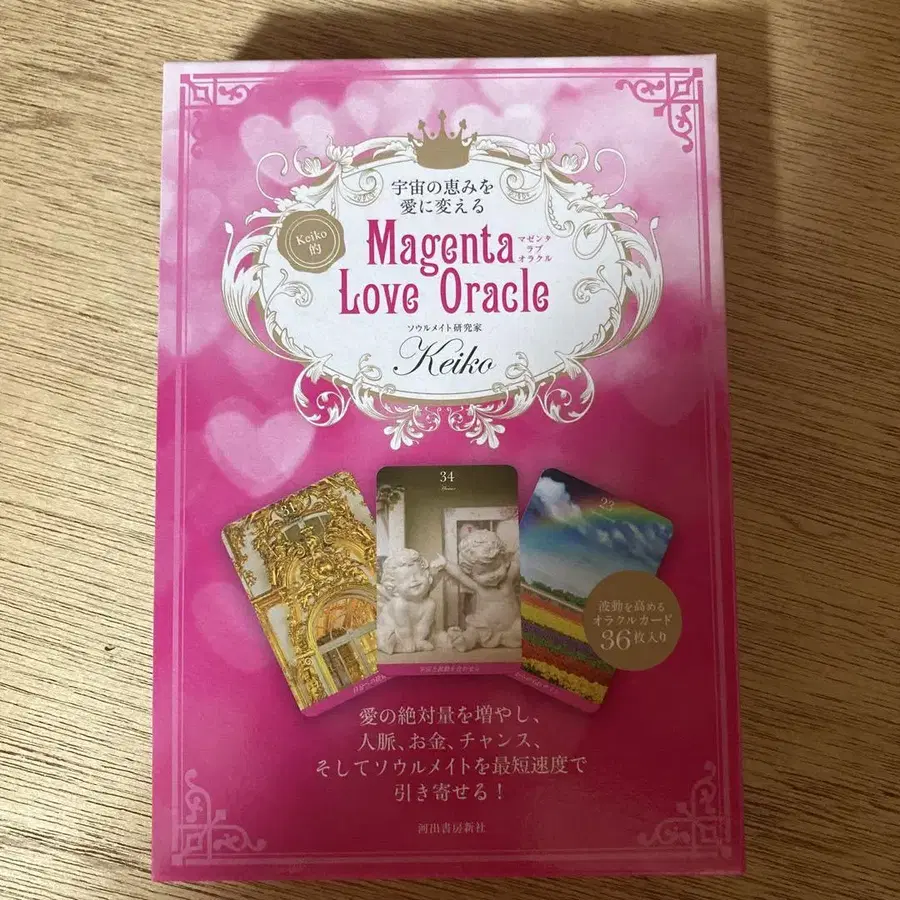 宇宙の恵みを
愛に変える
Keiko
的
Magenta
Love Oracle
マゼンタ
ラブ
オラクル
ソウルメイト研究家
Keiko
31
34
23
波動を高める
オラクルカード
36枚入り
愛の絶対量を増やし、
人脈、お金、チャンス、
そしてソウルメイトを最短速度で
引き寄せる！
河出書房新社